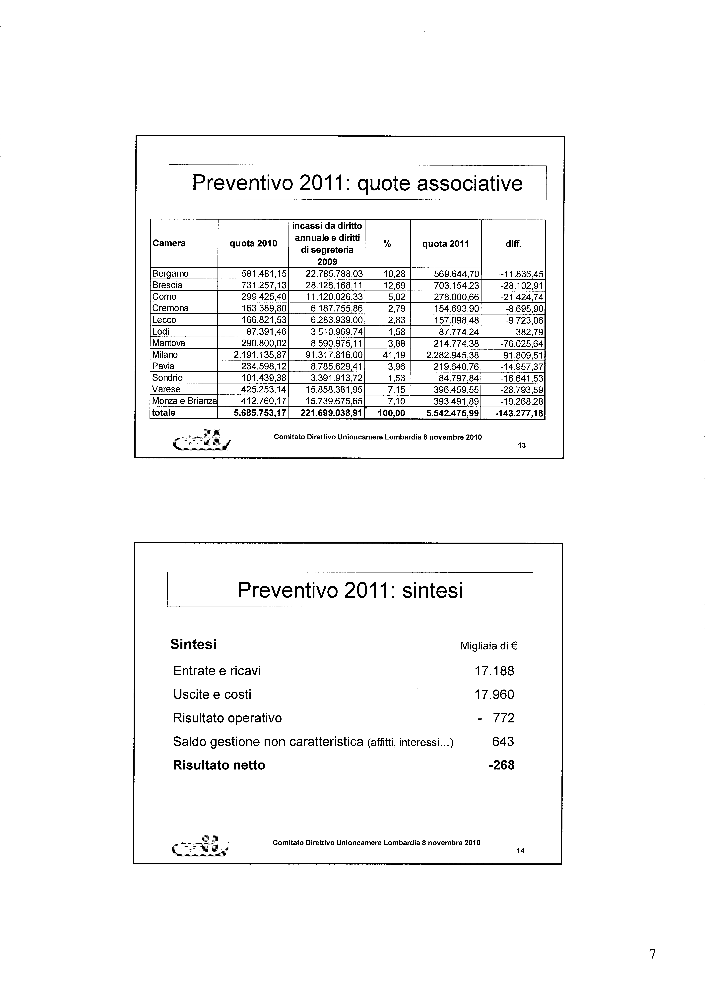 Preventivo 2011: quote associative
Camera quota 2010 incassi da diritto annuale e diritti di segreteria 2009 % quota 2011 diff.
Bergamo 581.481,15 22.785.788,03 10,28 569.644,70 -11.836,45
Brescia 731.257,13 28.126.168,11 12,69 703.154,23 -28.102,91
Como 299.425,40 11.120.026,33 5,02 278.000,66 -21.424,74
Cremona 163.389,80 6.187.755,86 2,79 154.693,90 -8.695,90
Lecco 166.821,53 6.283.939,00 2,83 157.098,48 -9.723,06
Lodi 87.391,46 3.510.969,74 1,58 87.774,24 382,79
Mantova 290.800,02 8.590.975,11 3,88 214.774,38 -76.025,64
Milano 2.191.135,87 91.317.816,00 41,19 2.282.945,38 91.809,51
Pavia 234.598,12 8.785.629,41 3,96 219.640,76 -14.957,37
Sondrio 101.439,38 3.391.913,72 1,53 84.797,84 -16.641,53
Varese 425.253,14 15.858.381,95 7,15 396.459,55 -28.793,59
Monza e Brianza 412.760,17 15.739.675,65 7,10 393.491,89 -19.268,28
totale 5.685.753,17 221.699.038,91 100,00 5.542.475,99 -143.277,18
Comitato Direttivo Unioncamere Lombardia 8 novembre 2010
13
Preventivo 2011: sintesi
Sintesi Migliaia di €
Entrate e ricavi 17.188
Uscite e costi 17.960
Risultato operativo - 772
Saldo gestione non caratteristica (affitti, interessi...) 643
Risultato netto -268
Comitato Direttivo Unioncamere Lombardia 8 novembre 2010
14
7